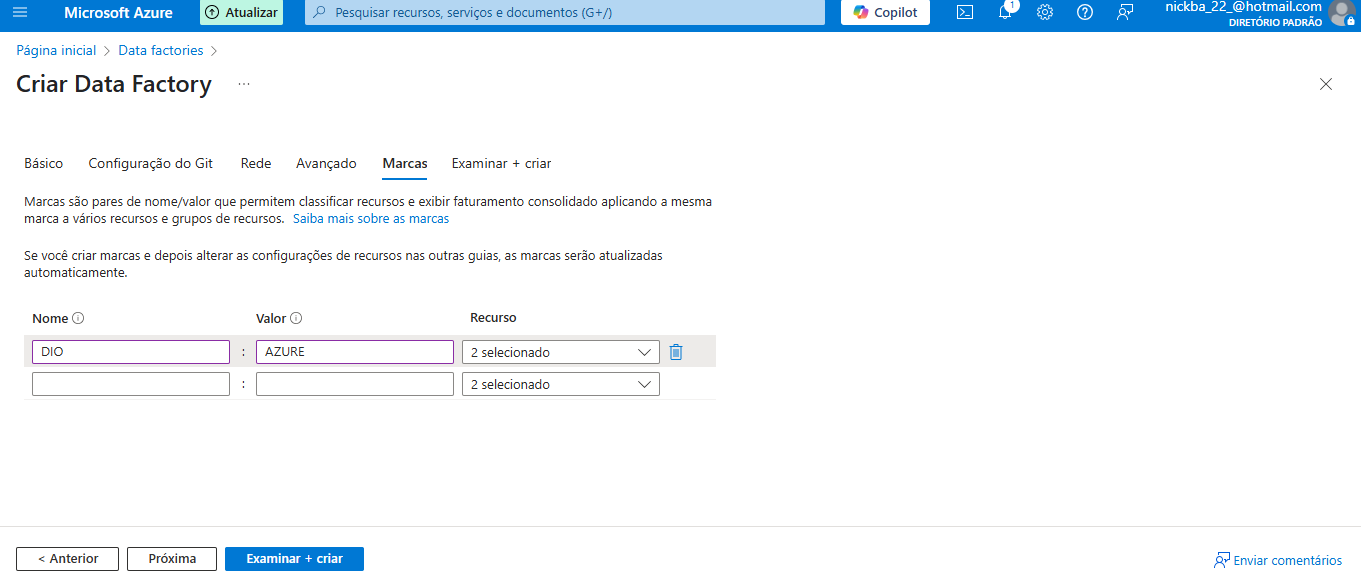 Microsoft Azure
Atualizar
Pesquisar recursos, serviços e documentos (G+/)
Copilot
1
nickba_22_@hotmail.com
DIRETÓRIO PADRÃO
Página inicial > Data factories >
Criar Data Factory ...
Básico Configuração do Git Rede Avançado Marcas Examinar + criar
Marcas são pares de nome/valor que permitem classificar recursos e exibir faturamento consolidado aplicando a mesma
marca a vários recursos e grupos de recursos. Saiba mais sobre as marcas
Se você criar marcas e depois alterar as configurações de recursos nas outras guias, as marcas serão atualizadas
automaticamente.
Nome Valor Recurso
DIO : AZURE 2 selecionado
: 2 selecionado
< Anterior Próxima Examinar + criar
Enviar comentários